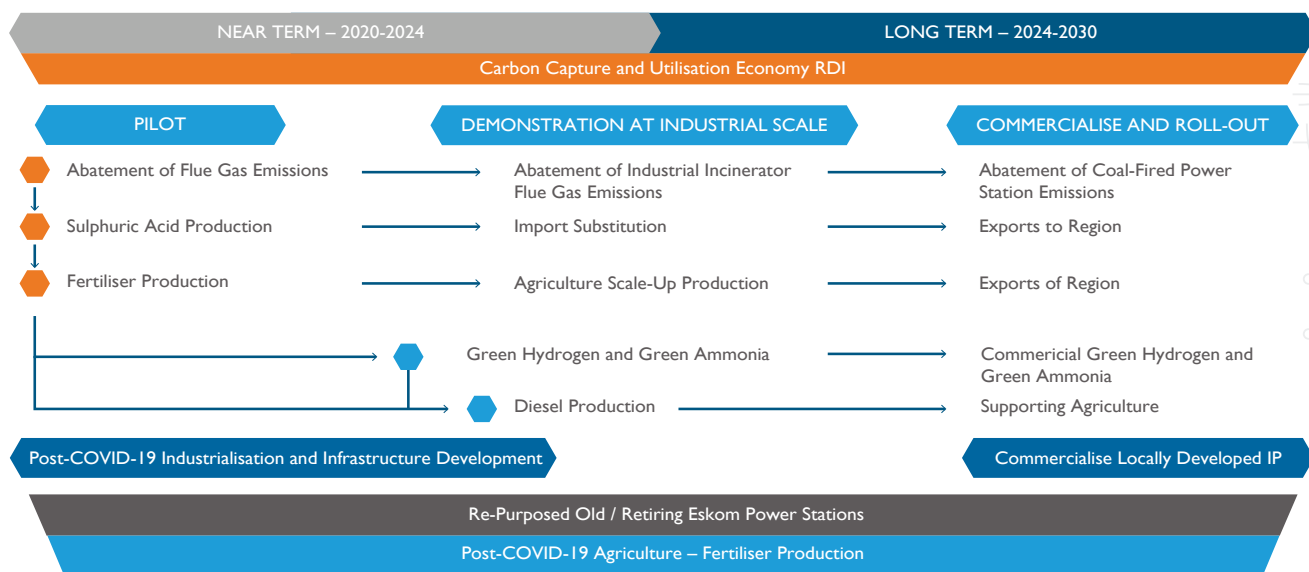 NEAR TERM – 2020-2024
LONG TERM – 2024-2030
Carbon Capture and Utilisation Economy RDI
PILOT
DEMONSTRATION AT INDUSTRIAL SCALE
COMMERCIALISE AND ROLL-OUT
Abatement of Flue Gas Emissions
Abatement of Industrial Incinerator
Flue Gas Emissions
Abatement of Coal-Fired Power
Station Emissions
Sulphuric Acid Production
Import Substitution
Exports to Region
Fertiliser Production
Agriculture Scale-Up Production
Exports of Region
Green Hydrogen and Green Ammonia
Commericial Green Hydrogen and
Green Ammonia
Diesel Production
Supporting Agriculture
Post-COVID-19 Industrialisation and Infrastructure Development
Commercialise Locally Developed IP
Re-Purposed Old / Retiring Eskom Power Stations
Post-COVID-19 Agriculture – Fertiliser Production